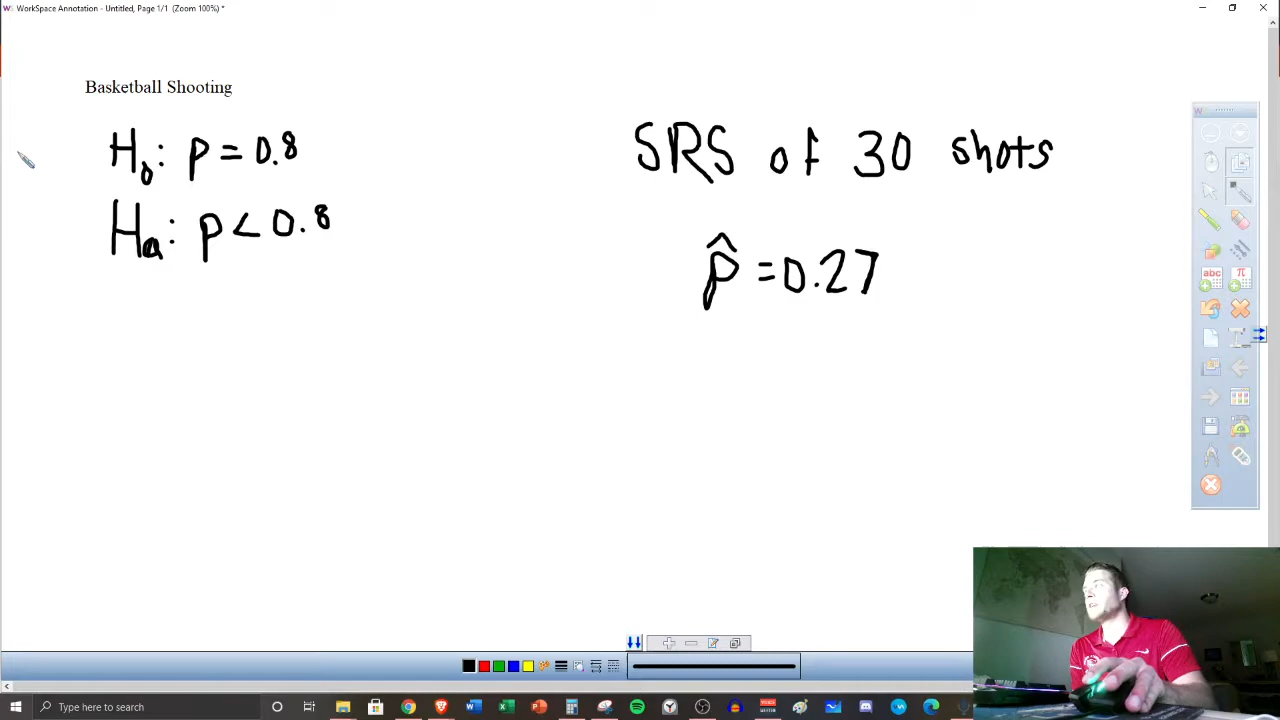 WorkSpace Annotation - Untitled, Page 1/1 (Zoom 100%) *
Basketball Shooting
H₀: p = 0.8
Hₐ: p < 0.8
SRS of 30 shots
p̂ = 0.27
abc
π
Type here to search